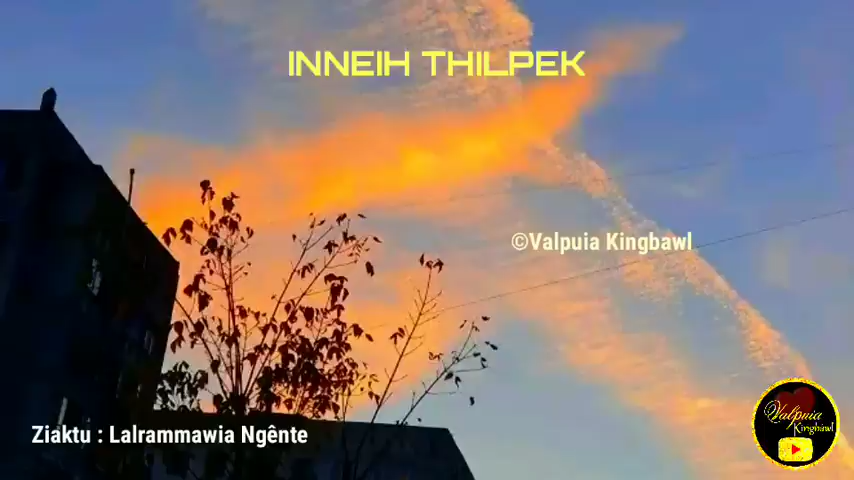 INNEIH THILPEK
©Valpuia Kingbawl
Ziaktu : Lalrammawia Ngênte
Valpuia
Kingbawl